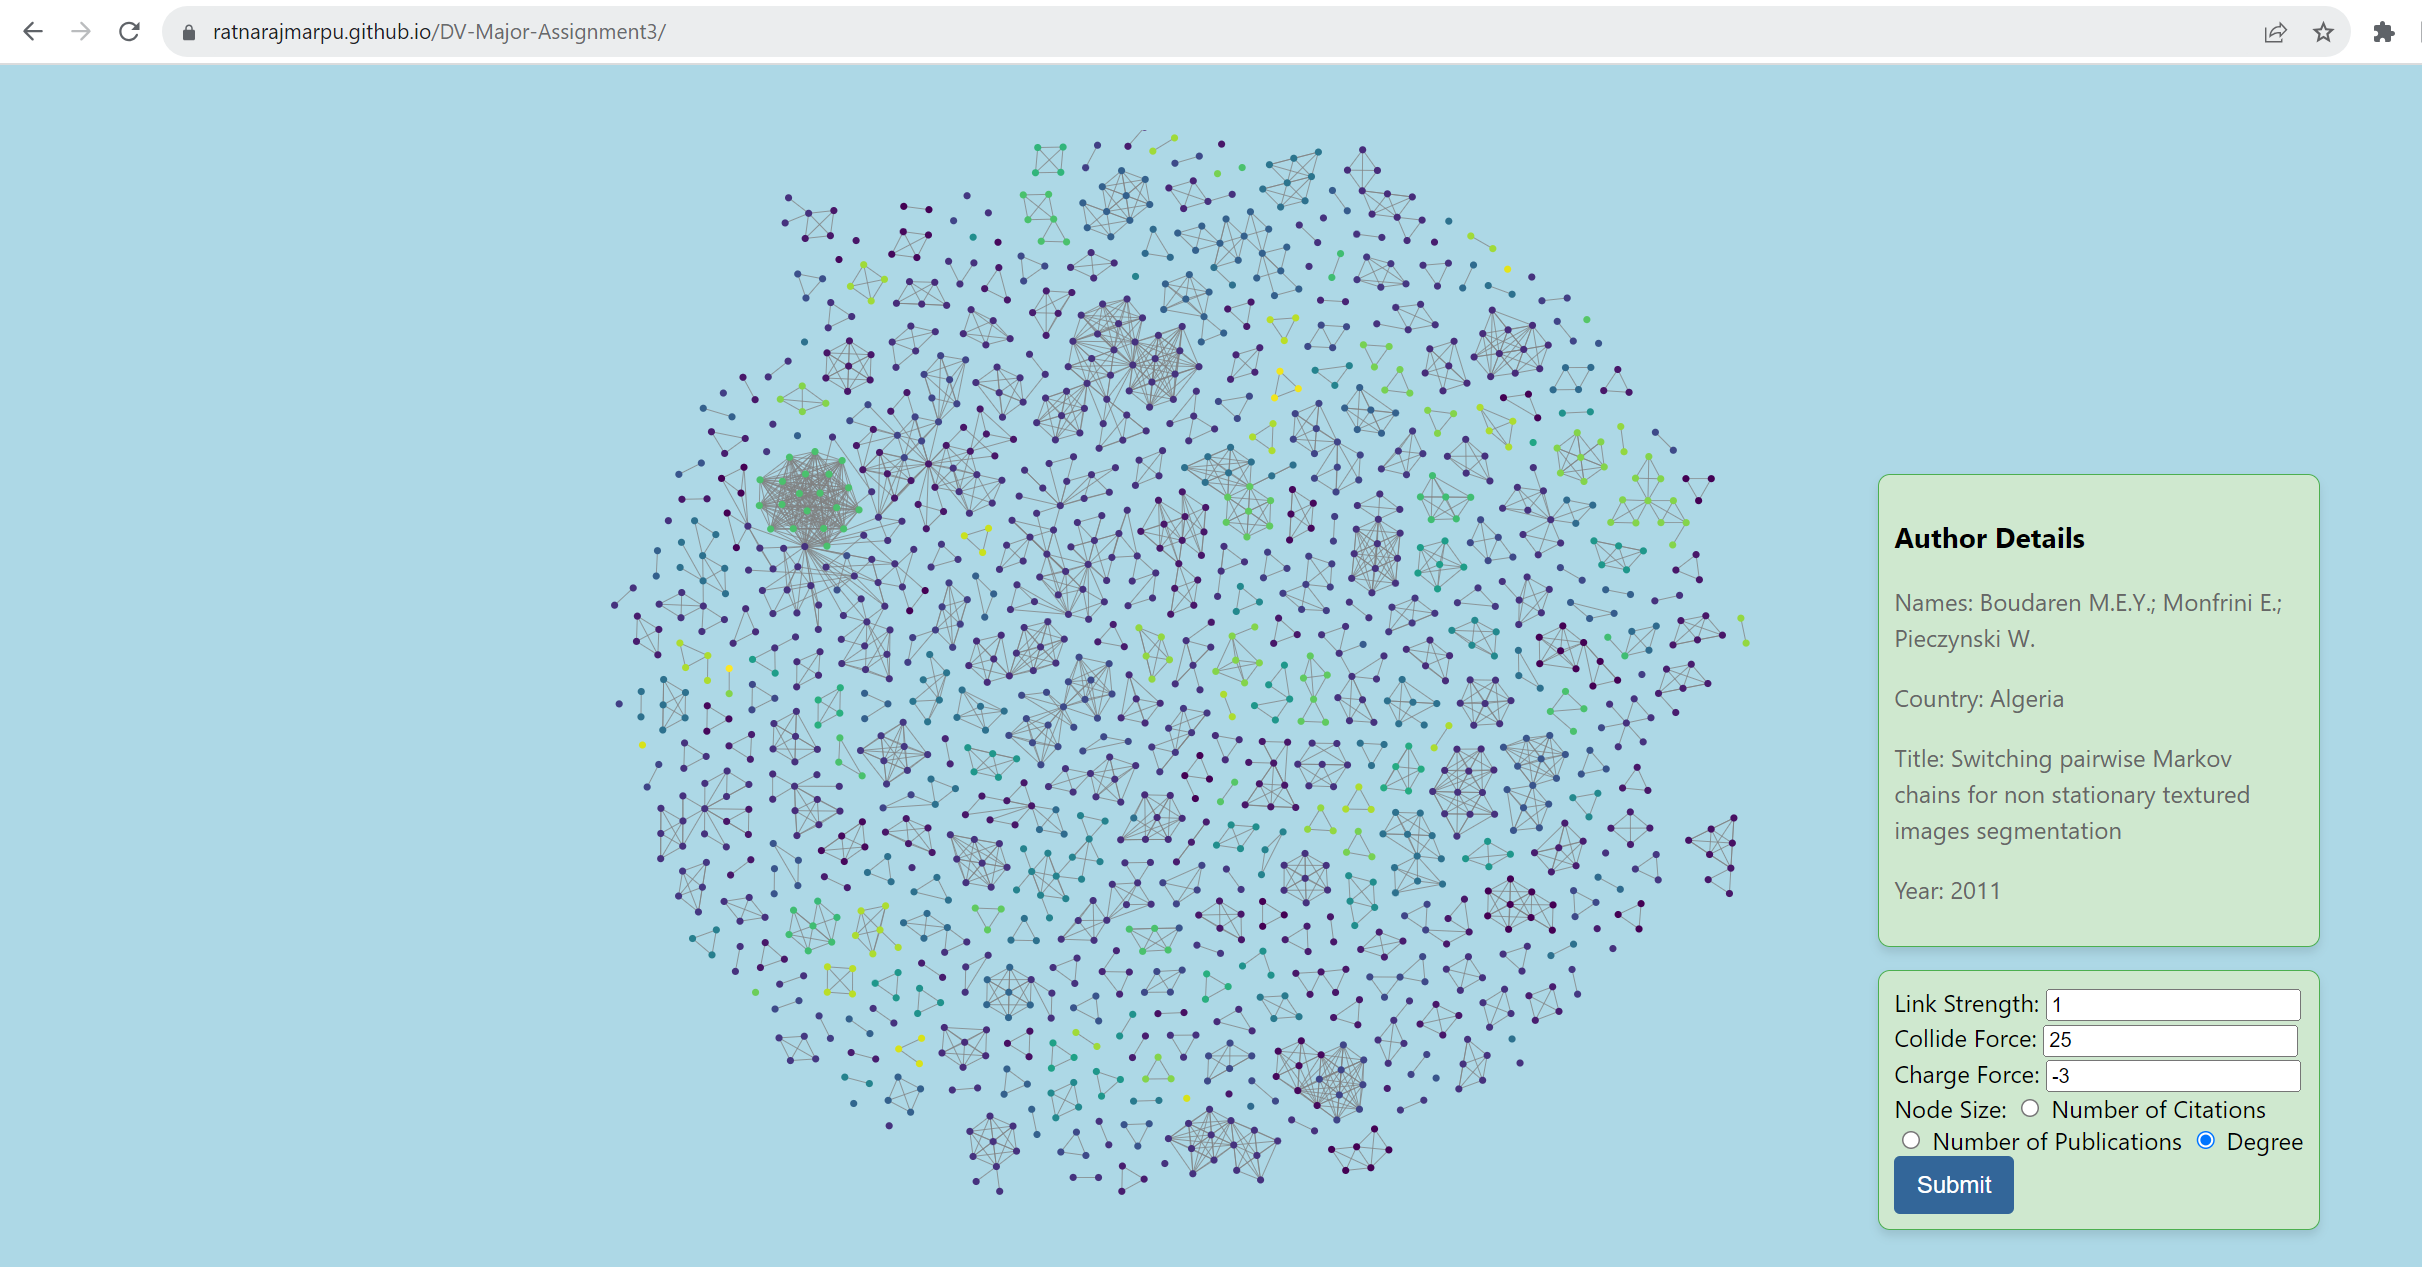 ratnarajmarpu.github.io/DV-Major-Assignment3/
Author Details
Names: Boudaren M.E.Y.; Monfrini E.;
Pieczynski W.
Country: Algeria
Title: Switching pairwise Markov
chains for non stationary textured
images segmentation
Year: 2011
Link Strength: 1
Collide Force: 25
Charge Force: -3
Node Size: Number of Citations
Number of Publications Degree
Submit